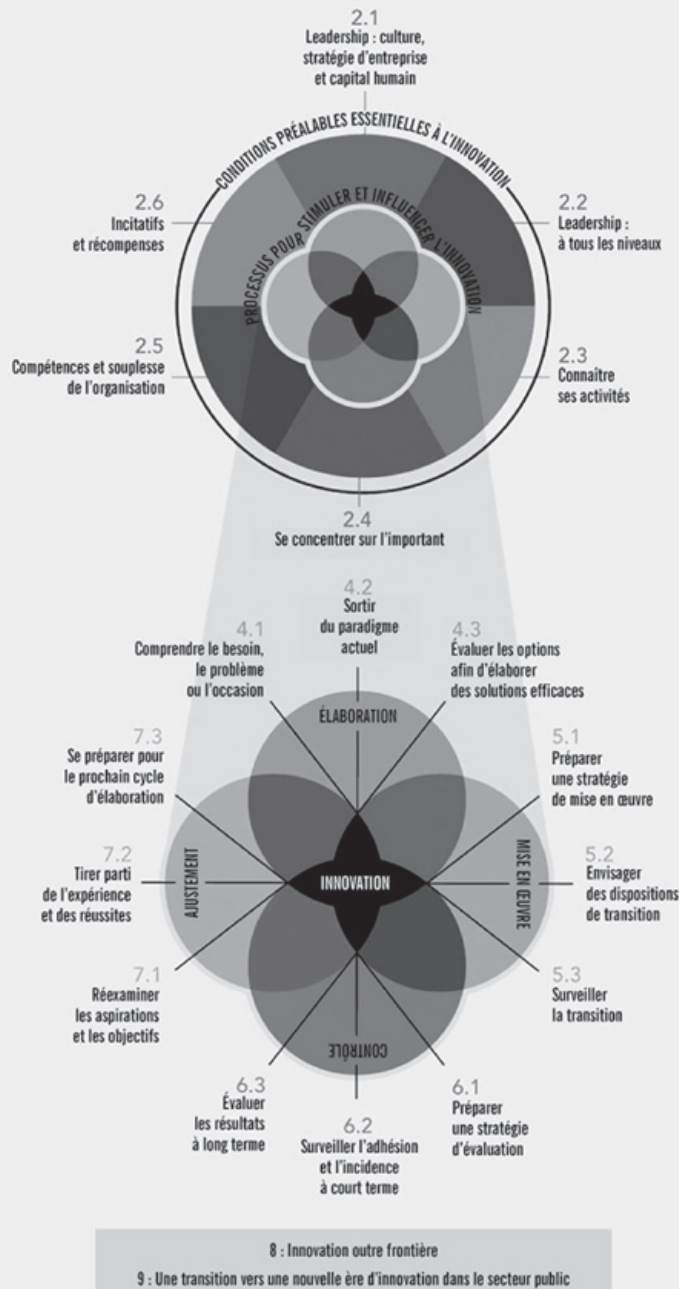 2.1
Leadership : culture,
stratégie d'entreprise
et capital humain
CONDITIONS PRÉALABLES ESSENTIELLES À L'INNOVATION
PROCESSUS POUR STIMULER ET INFLUENCER L'INNOVATION
2.2
Leadership :
à tous les niveaux
2.3
Connaître
ses activités
2.4
Se concentrer sur l'important
2.5
Compétences et souplesse
de l'organisation
2.6
Incitatifs
et récompenses
4.1
Comprendre le besoin,
le problème
ou l'occasion
4.2
Sortir
du paradigme
actuel
4.3
Évaluer les options
afin d'élaborer
des solutions efficaces
ÉLABORATION
5.1
Préparer
une stratégie
de mise en œuvre
5.2
Envisager
des dispositions
de transition
5.3
Surveiller
la transition
MISE EN ŒUVRE
INNOVATION
6.1
Préparer
une stratégie
d'évaluation
6.2
Surveiller l'adhésion
et l'incidence
à court terme
6.3
Évaluer
les résultats
à long terme
CONTRÔLE
7.1
Réexaminer
les aspirations
et les objectifs
7.2
Tirer parti
de l'expérience
et des réussites
7.3
Se préparer pour
le prochain cycle
d'élaboration
AJUSTEMENT
8 : Innovation outre frontière
9 : Une transition vers une nouvelle ère d'innovation dans le secteur public